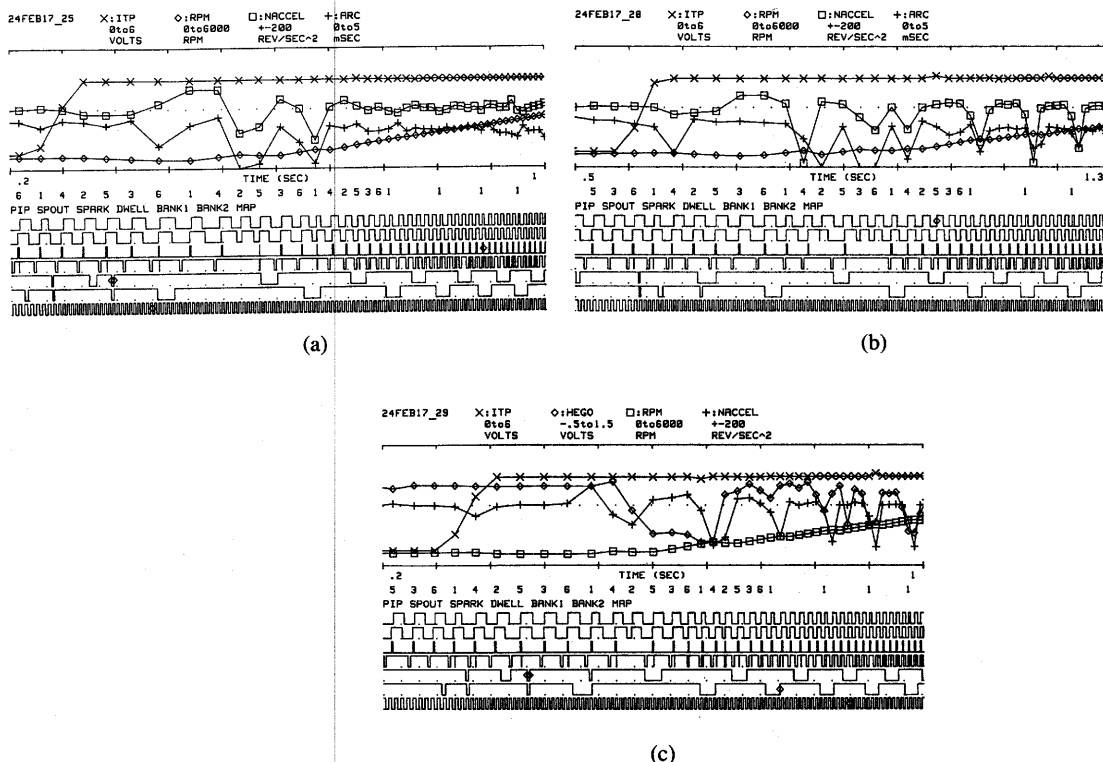 24FEB17_25 ×:ITP ◇:RPM □:NACCEL +:ARC
0to6 0to6000 +-200 0to5
VOLTS RPM REV/SEC^2 mSEC
.2 TIME (SEC) 1
6 1 4 2 5 3 6 1 4 2 5 3 6 1 4 2 5 3 6 1 1 1 1
PIP SPOUT SPARK DWELL BANK1 BANK2 MAP
(a)
24FEB17_28 ×:ITP ◇:RPM □:NACCEL +:ARC
0to6 0to6000 +-200 0to5
VOLTS RPM REV/SEC^2 mSEC
.5 TIME (SEC) 1.3
5 3 6 1 4 2 5 3 6 1 4 2 5 3 6 1 4 2 5 3 6 1 1 1
PIP SPOUT SPARK DWELL BANK1 BANK2 MAP
(b)
24FEB17_29 ×:ITP ◇:HEGO □:RPM +:NACCEL
0to6 -.5to1.5 0to6000 +-200
VOLTS VOLTS RPM REV/SEC^2
.2 TIME (SEC) 1
5 3 6 1 4 2 5 3 6 1 4 2 5 3 6 1 4 2 5 3 6 1 1 1 1
PIP SPOUT SPARK DWELL BANK1 BANK2 MAP
(c)